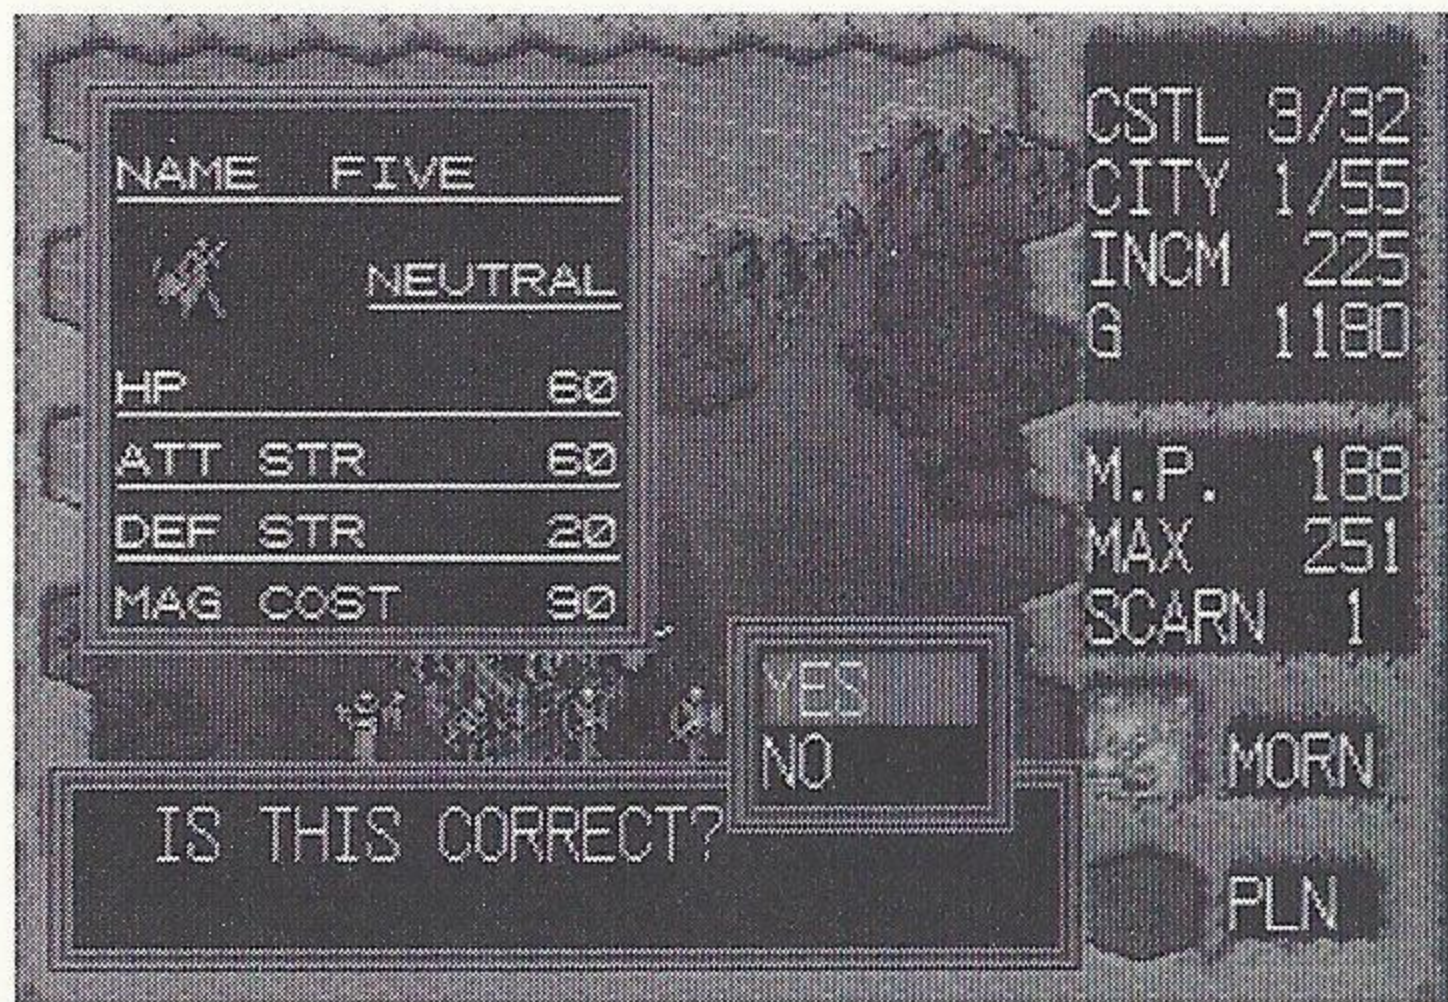 NAME FIVE
NEUTRAL
HP 60
ATT STR 60
DEF STR 20
MAG COST 90
YES
NO
IS THIS CORRECT?
CSTL 3/32
CITY 1/55
INCM 225
G 1180
M.P. 188
MAX 251
SCARN 1
MORN
PLN